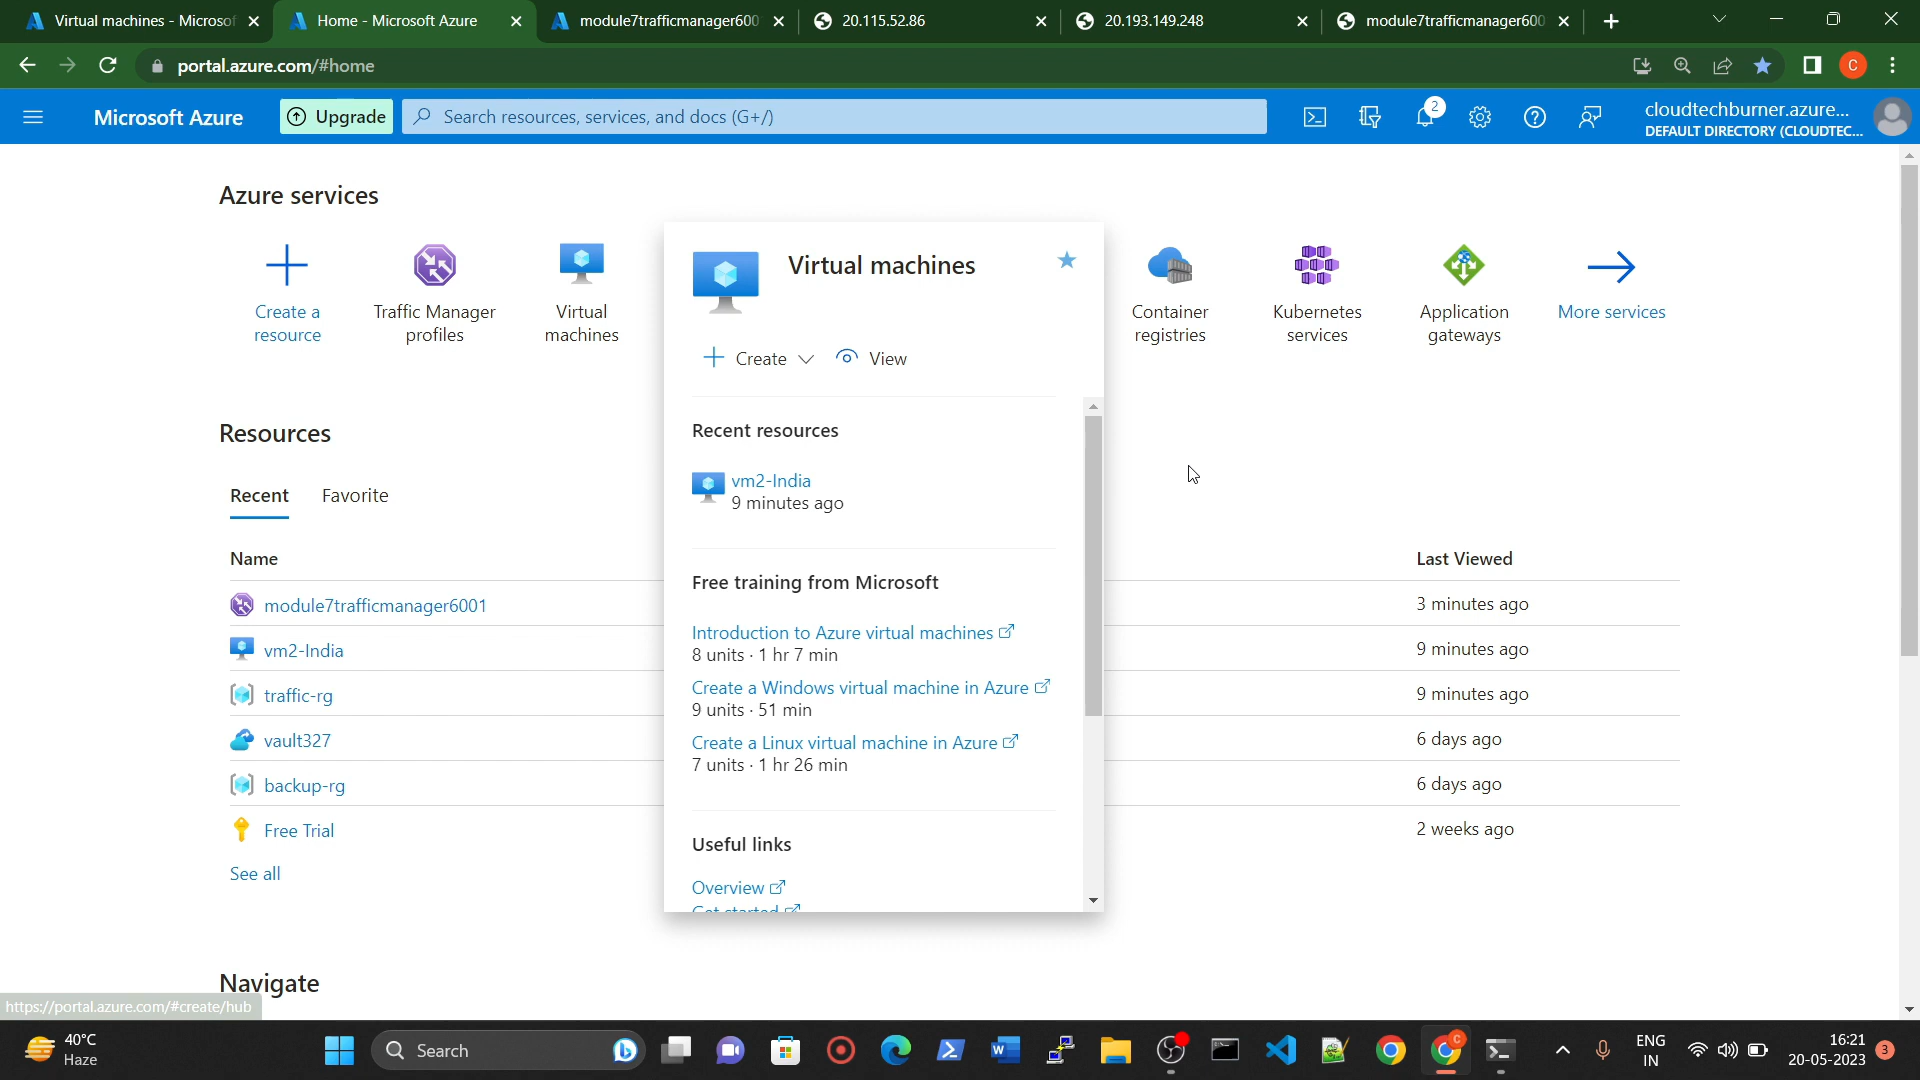 Virtual machines - Microsof
Home - Microsoft Azure
module7trafficmanager600
20.115.52.86
20.193.149.248
module7trafficmanager600
portal.azure.com/#home
C
Microsoft Azure
Upgrade
Search resources, services, and docs (G+/)
2
cloudtechburner.azure...
DEFAULT DIRECTORY (CLOUDTEC...
Azure services
Create a
resource
Traffic Manager
profiles
Virtual
machines
Container
registries
Kubernetes
services
Application
gateways
More services
Virtual machines
Create
View
Recent resources
vm2-India
9 minutes ago
Free training from Microsoft
Introduction to Azure virtual machines
8 units · 1 hr 7 min
Create a Windows virtual machine in Azure
9 units · 51 min
Create a Linux virtual machine in Azure
7 units · 1 hr 26 min
Useful links
Overview
Get started
Resources
Recent
Favorite
Name
Last Viewed
module7trafficmanager6001
3 minutes ago
vm2-India
9 minutes ago
traffic-rg
9 minutes ago
vault327
6 days ago
backup-rg
6 days ago
Free Trial
2 weeks ago
See all
Navigate
https://portal.azure.com/#create/hub
40°C
Haze
Search
W
C
ENG
IN
16:21
20-05-2023
3